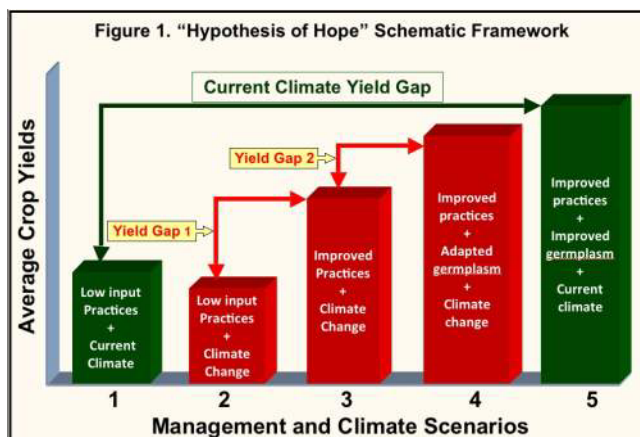 Figure 1. “Hypothesis of Hope” Schematic Framework
Current Climate Yield Gap
Yield Gap 2
Yield Gap 1
Average Crop Yields
Low input
Practices
+
Current
Climate
Low input
Practices
+
Climate
Change
Improved
Practices
+
Climate
Change
Improved
practices
+
Adapted
germplasm
+
Climate
change
Improved
practices
+
Improved
germplasm
+
Current
climate
1 2 3 4 5
Management and Climate Scenarios